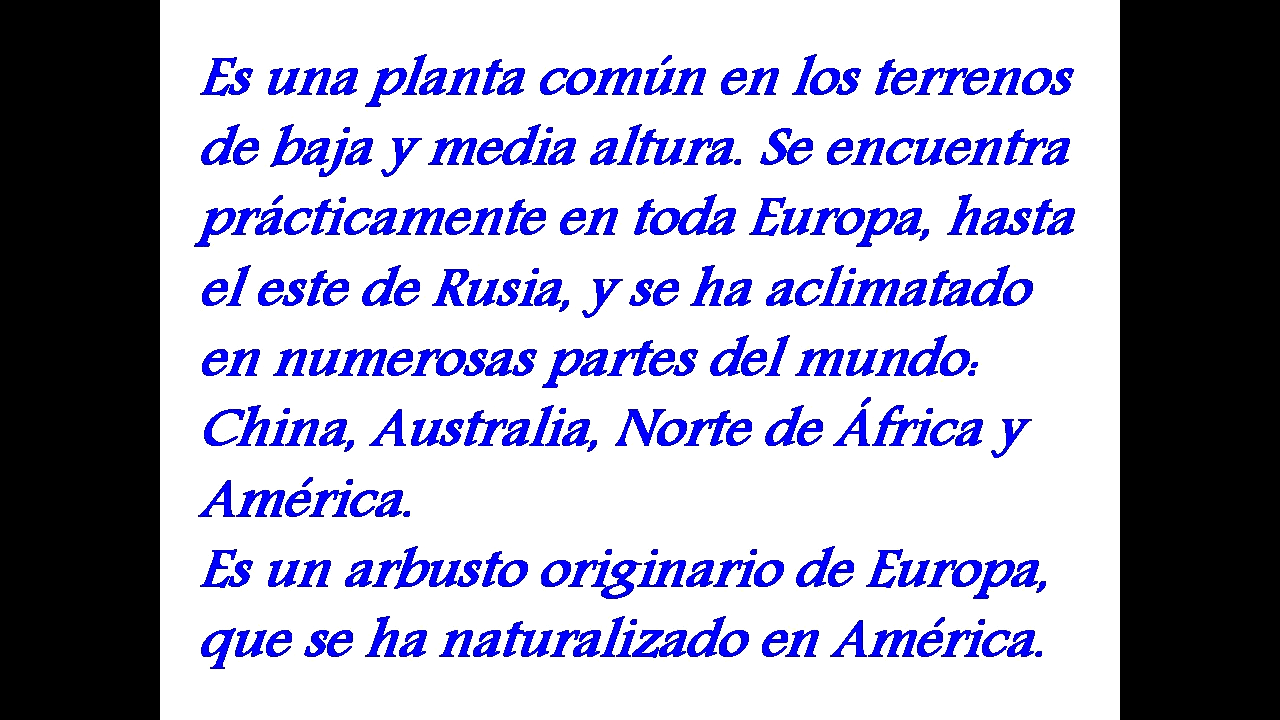 Es una planta común en los terrenos
de baja y media altura. Se encuentra
prácticamente en toda Europa, hasta
el este de Rusia, y se ha aclimatado
en numerosas partes del mundo:
China, Australia, Norte de África y
América.
Es un arbusto originario de Europa,
que se ha naturalizado en América.